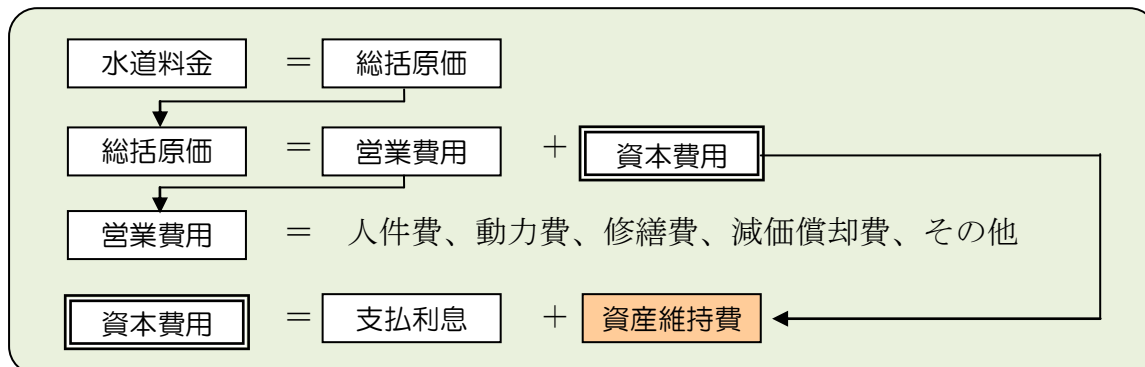 水道料金 ＝ 総括原価
総括原価 ＝ 営業費用 ＋ 資本費用
営業費用 ＝ 人件費、動力費、修繕費、減価償却費、その他
資本費用 ＝ 支払利息 ＋ 資産維持費